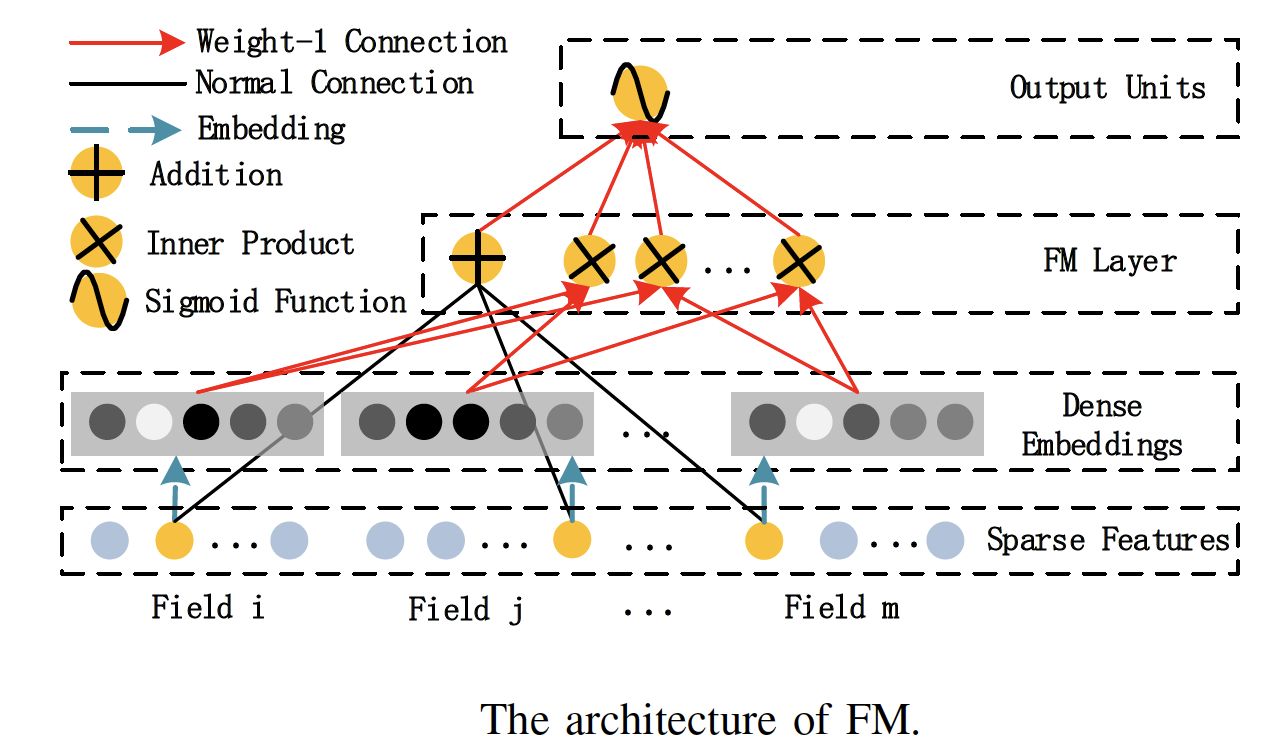 Weight-1 Connection
Normal Connection
Embedding
Addition
Inner Product
Sigmoid Function
Output Units
FM Layer
...
Dense
Embeddings
...
Sparse Features
... ... ... ...
Field i Field j ... Field m
The architecture of FM.